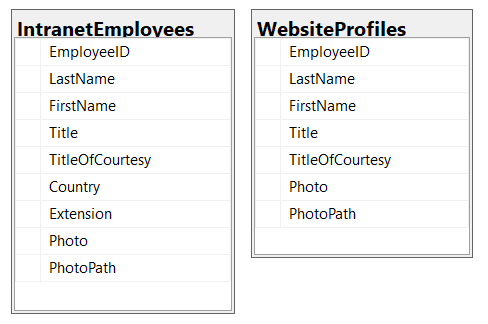 IntranetEmployees
EmployeeID
LastName
FirstName
Title
TitleOfCourtesy
Country
Extension
Photo
PhotoPath
WebsiteProfiles
EmployeeID
LastName
FirstName
Title
TitleOfCourtesy
Photo
PhotoPath